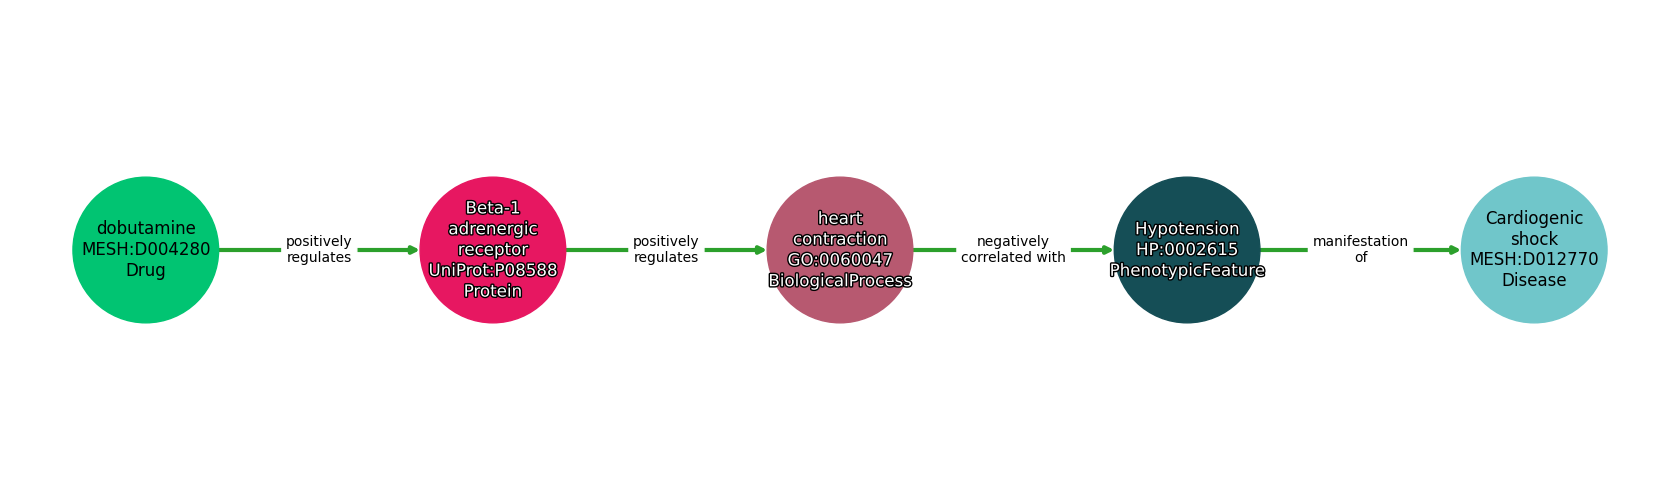 dobutamine
MESH:D004280
Drug
positively
regulates
Beta-1
adrenergic
receptor
UniProt:P08588
Protein
positively
regulates
heart
contraction
GO:0060047
BiologicalProcess
negatively
correlated with
Hypotension
HP:0002615
PhenotypicFeature
manifestation
of
Cardiogenic
shock
MESH:D012770
Disease